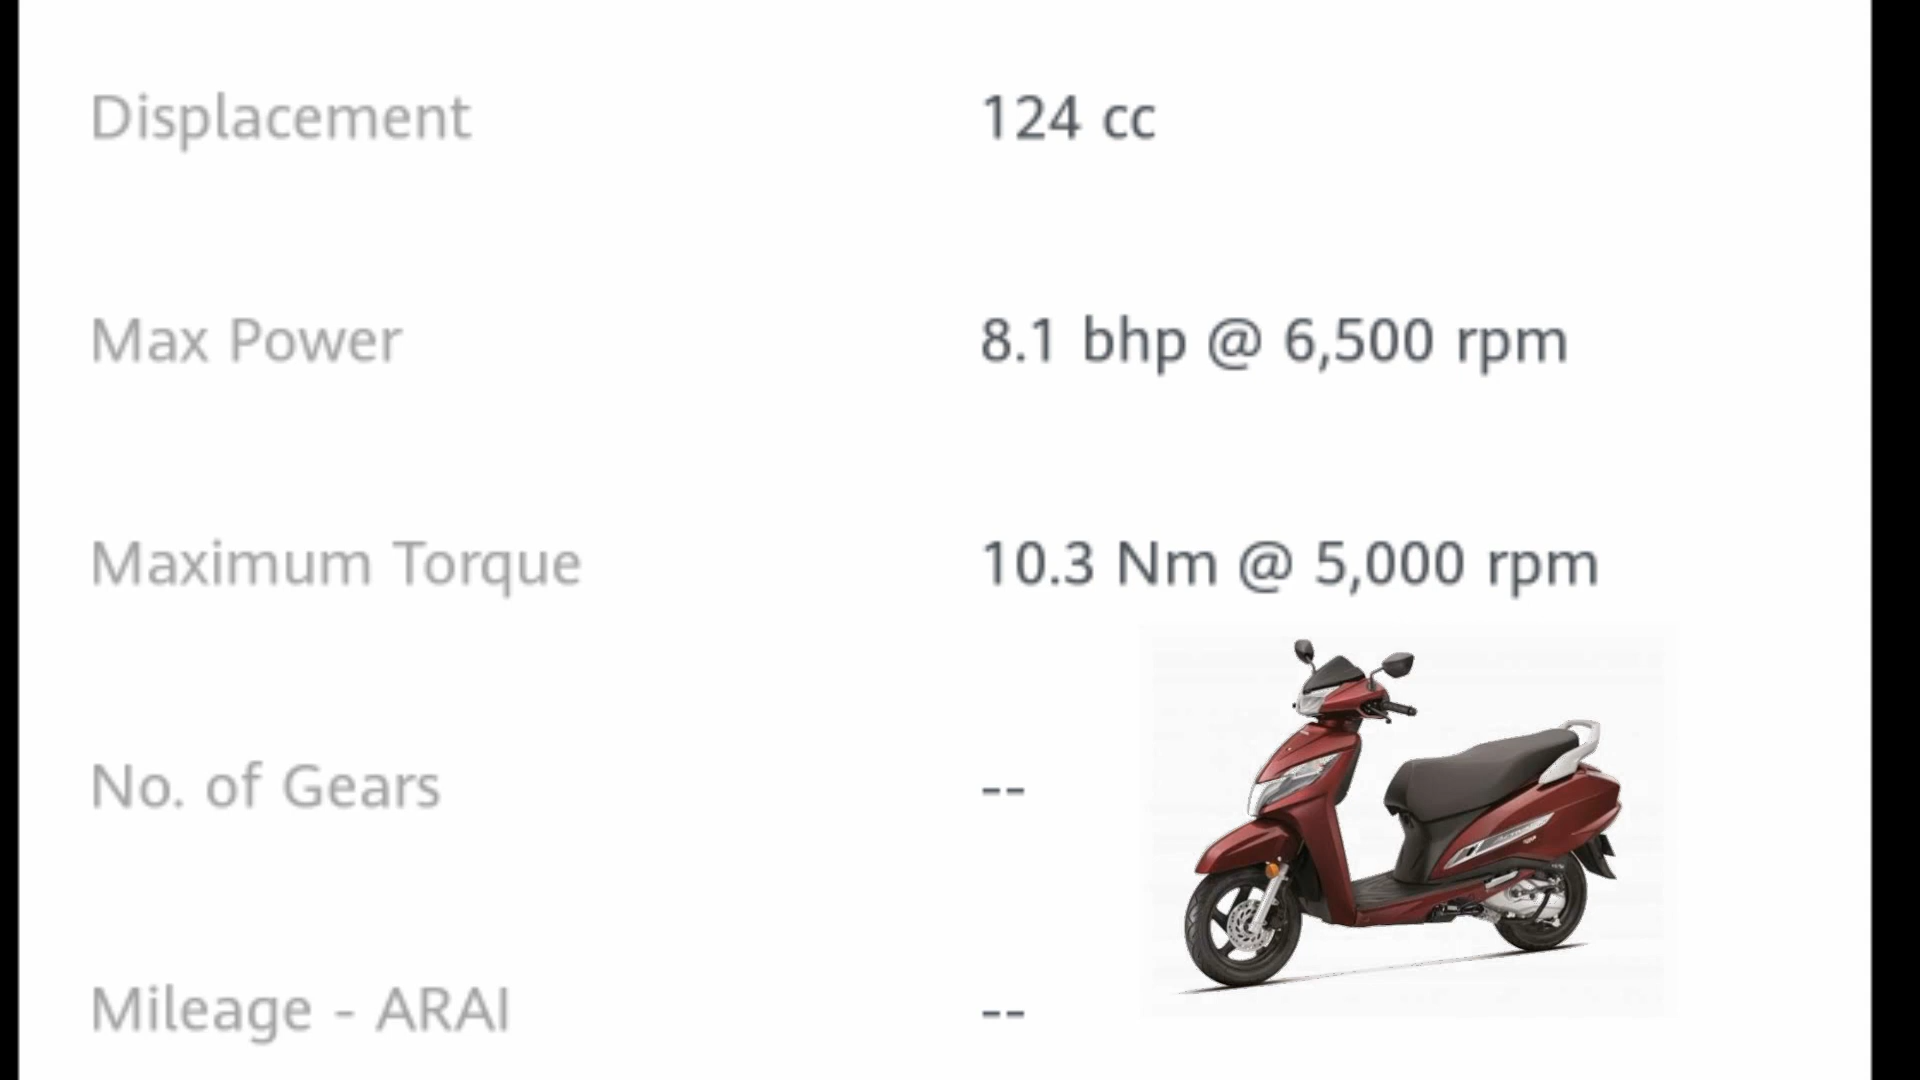 Displacement 124 cc
Max Power 8.1 bhp @ 6,500 rpm
Maximum Torque 10.3 Nm @ 5,000 rpm
No. of Gears --
Mileage - ARAI --